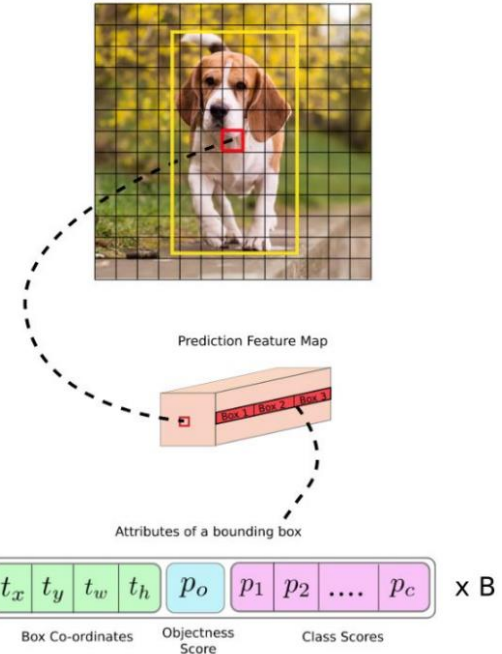 Prediction Feature Map
Box 1 Box 2 Box 3
Attributes of a bounding box
t_x t_y t_w t_h p_o p_1 p_2 .... p_c x B
Box Co-ordinates Objectness Score Class Scores